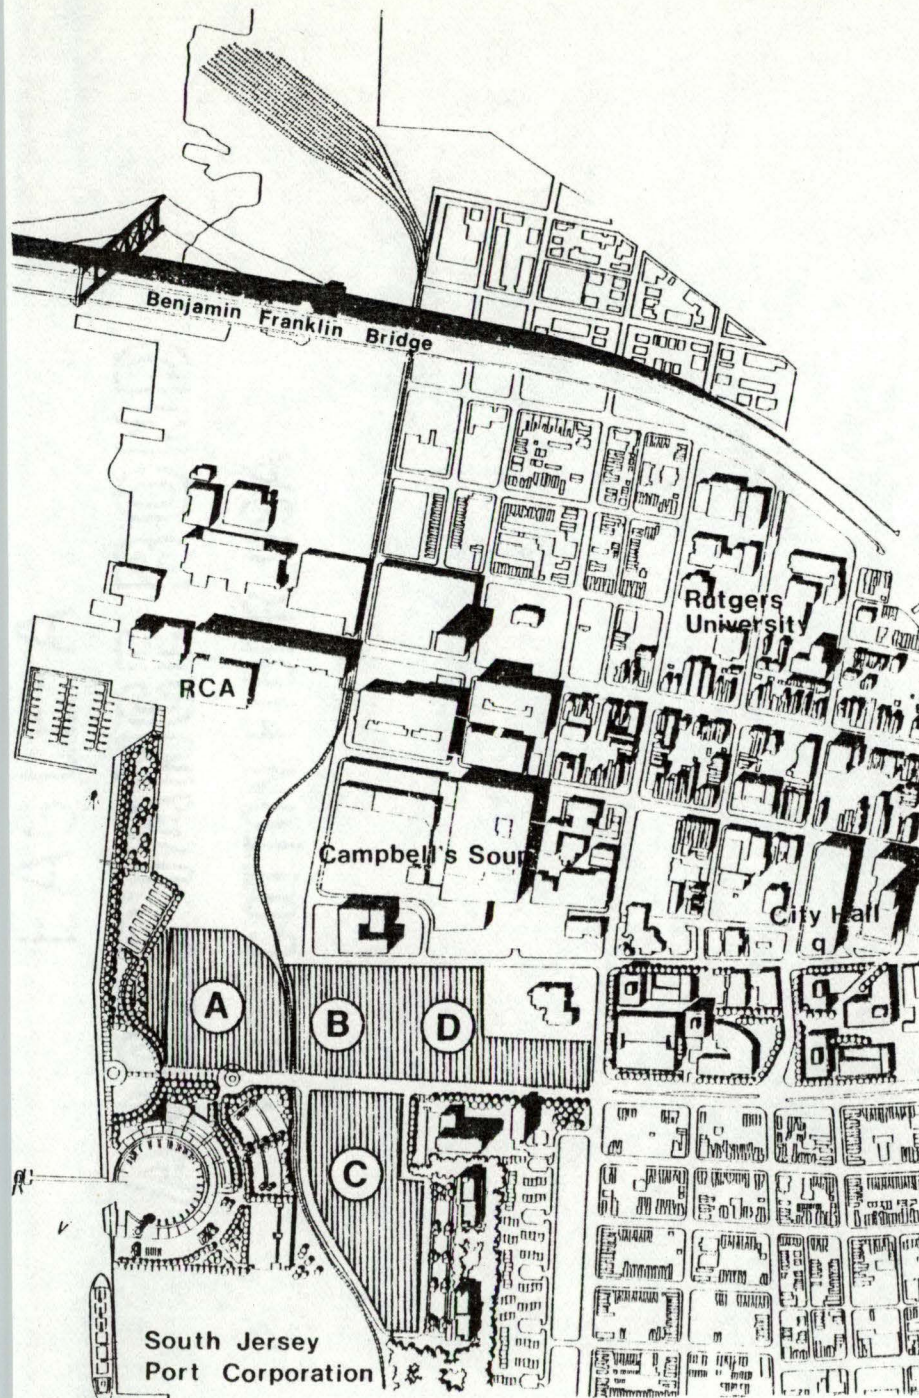 Benjamin Franklin Bridge
Rutgers
University
RCA
Campbell's Soup
City Hall
A
B
D
C
South Jersey
Port Corporation